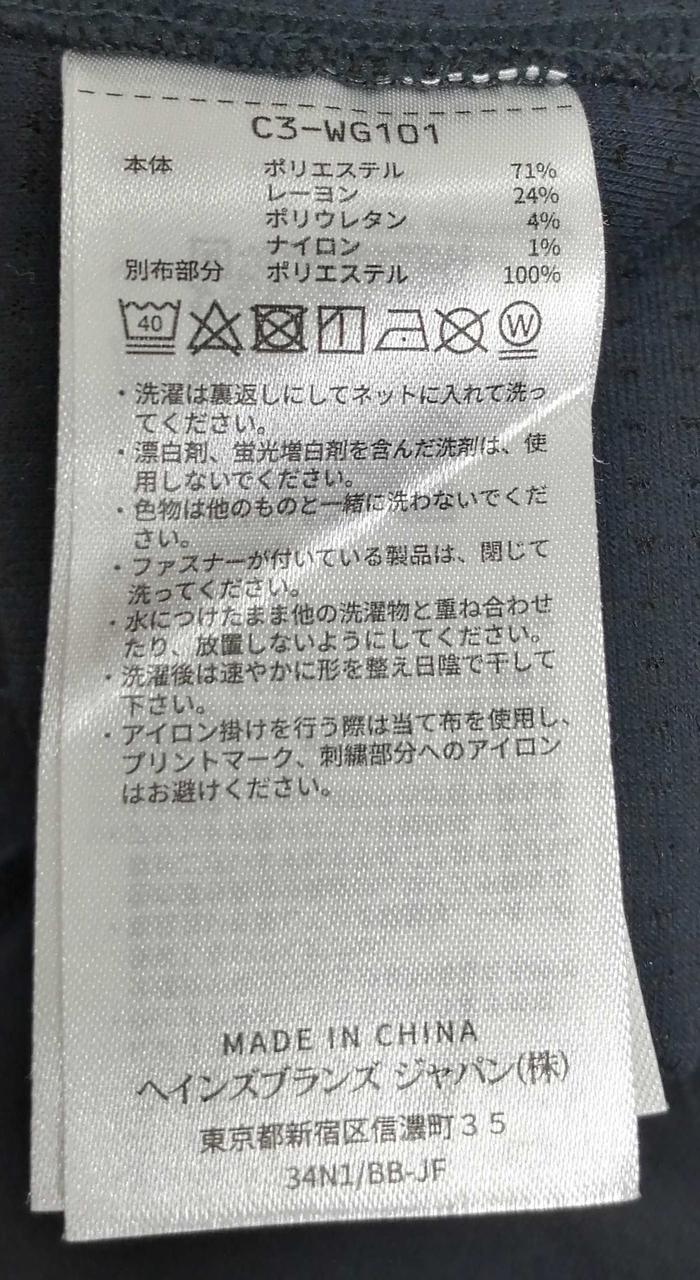 C3-WG101
本体 ポリエステル 71%
レーヨン 24%
ポリウレタン 4%
ナイロン 1%
別布部分 ポリエステル 100%
40 W
・洗濯は裏返しにしてネットに入れて洗っ
てください。
・漂白剤、蛍光増白剤を含んだ洗剤は、使
用しないでください。
・色物は他のものと一緒に洗わないでくだ
さい。
・ファスナーが付いている製品は、閉じて
洗ってください。
・水につけたまま他の洗濯物と重ね合わせ
たり、放置しないようにしてください。
・洗濯後は速やかに形を整え日陰で干して
下さい。
・アイロン掛けを行う際は当て布を使用し、
プリントマーク、刺繍部分へのアイロン
はお避けください。
MADE IN CHINA
ヘインズブランズ ジャパン(株)
東京都新宿区信濃町35
34N1/BB-JF